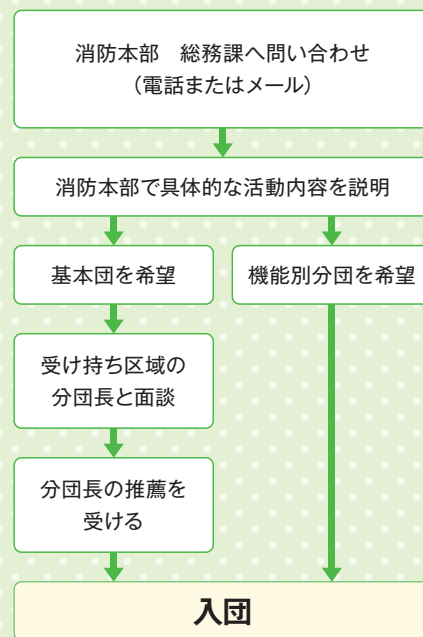 消防本部　総務課へ問い合わせ
（電話またはメール）
消防本部で具体的な活動内容を説明
基本団を希望
機能別分団を希望
受け持ち区域の
分団長と面談
分団長の推薦を
受ける
入団